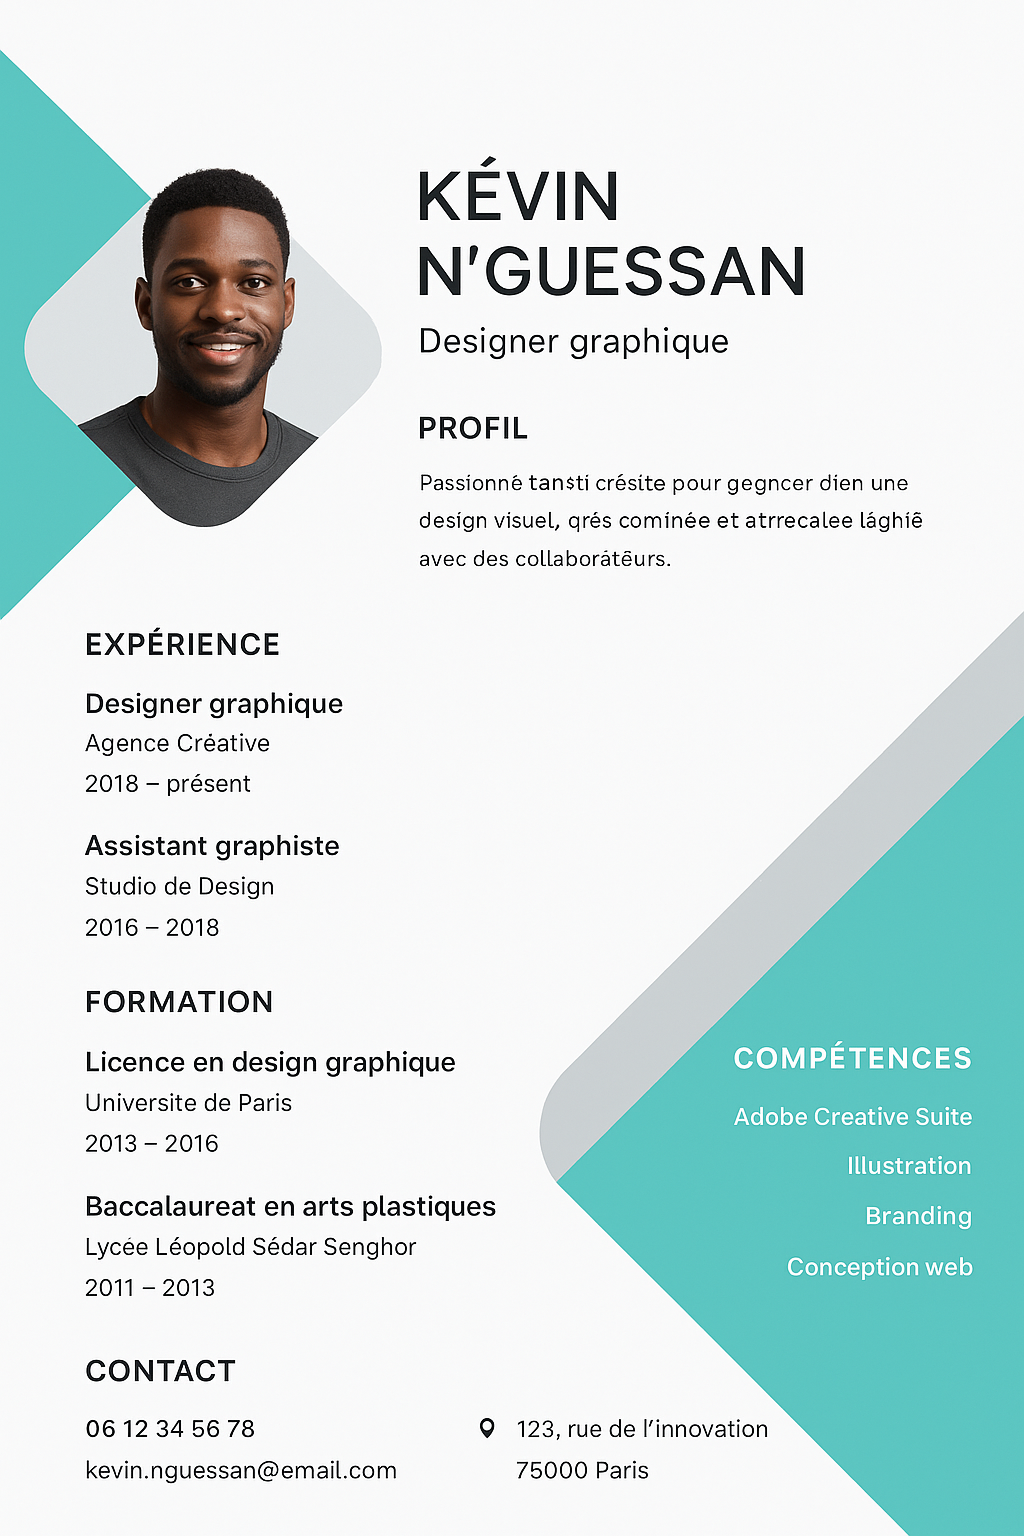 KÉVIN
N'GUESSAN
Designer graphique
PROFIL
Passionné tansti crésite pour gegncer dien une
design visuel, qrés cominée et atrrecalee lághiẽ
avec des collaborátẽurs.
EXPÉRIENCE
Designer graphique
Agence Créative
2018 – présent
Assistant graphiste
Studio de Design
2016 – 2018
FORMATION
Licence en design graphique
Universite de Paris
2013 – 2016
Baccalaureat en arts plastiques
Lycée Léopold Sédar Senghor
2011 – 2013
COMPÉTENCES
Adobe Creative Suite
Illustration
Branding
Conception web
CONTACT
06 12 34 56 78
kevin.nguessan@email.com
123, rue de l'innovation
75000 Paris